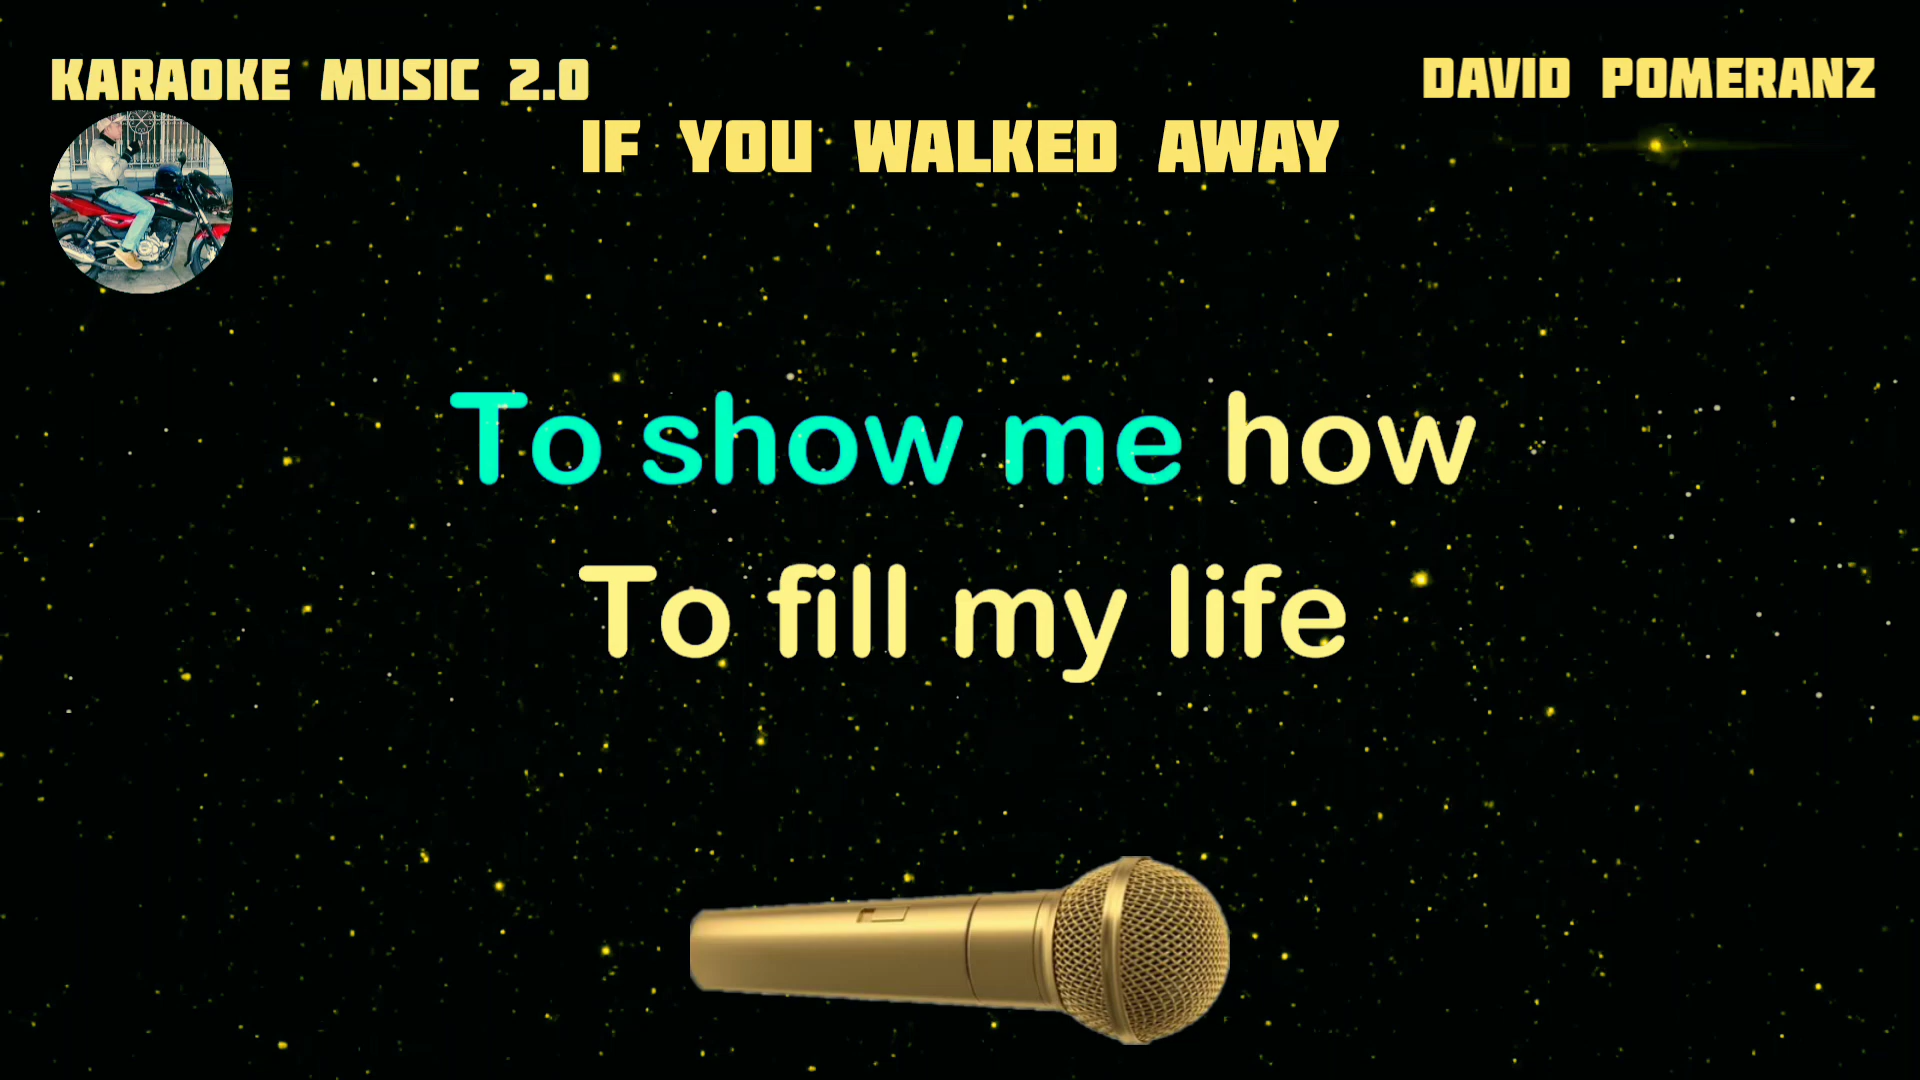 KARAOKE MUSIC 2.0
DAVID POMERANZ
IF YOU WALKED AWAY
To show me how
To fill my life